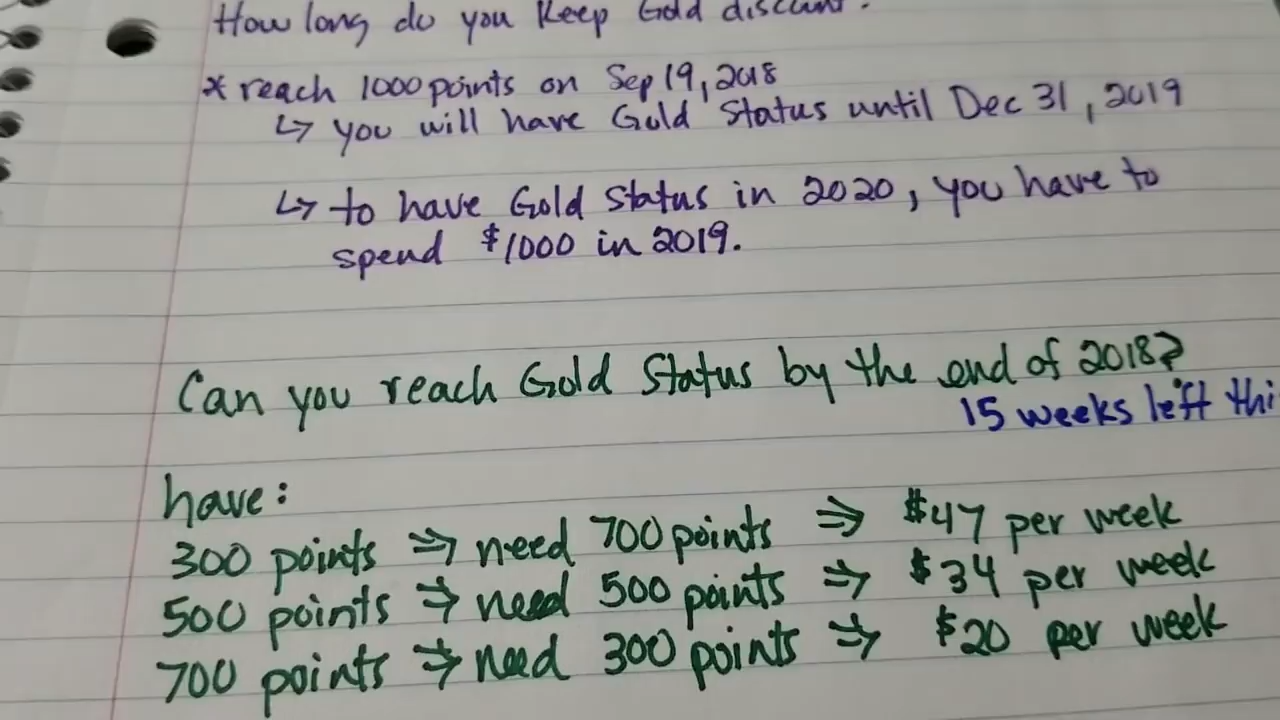 How long do you keep Gold discount.
* reach 1000 points on Sep 19, 2018
↳ you will have Gold Status until Dec 31, 2019
↳ to have Gold Status in 2020, you have to
spend $1000 in 2019.
Can you reach Gold Status by the end of 2018?
15 weeks left thi
have:
300 points ⇒ need 700 points ⇒ $47 per week
500 points ⇒ need 500 points ⇒ $34 per week
700 points ⇒ need 300 points ⇒ $20 per week